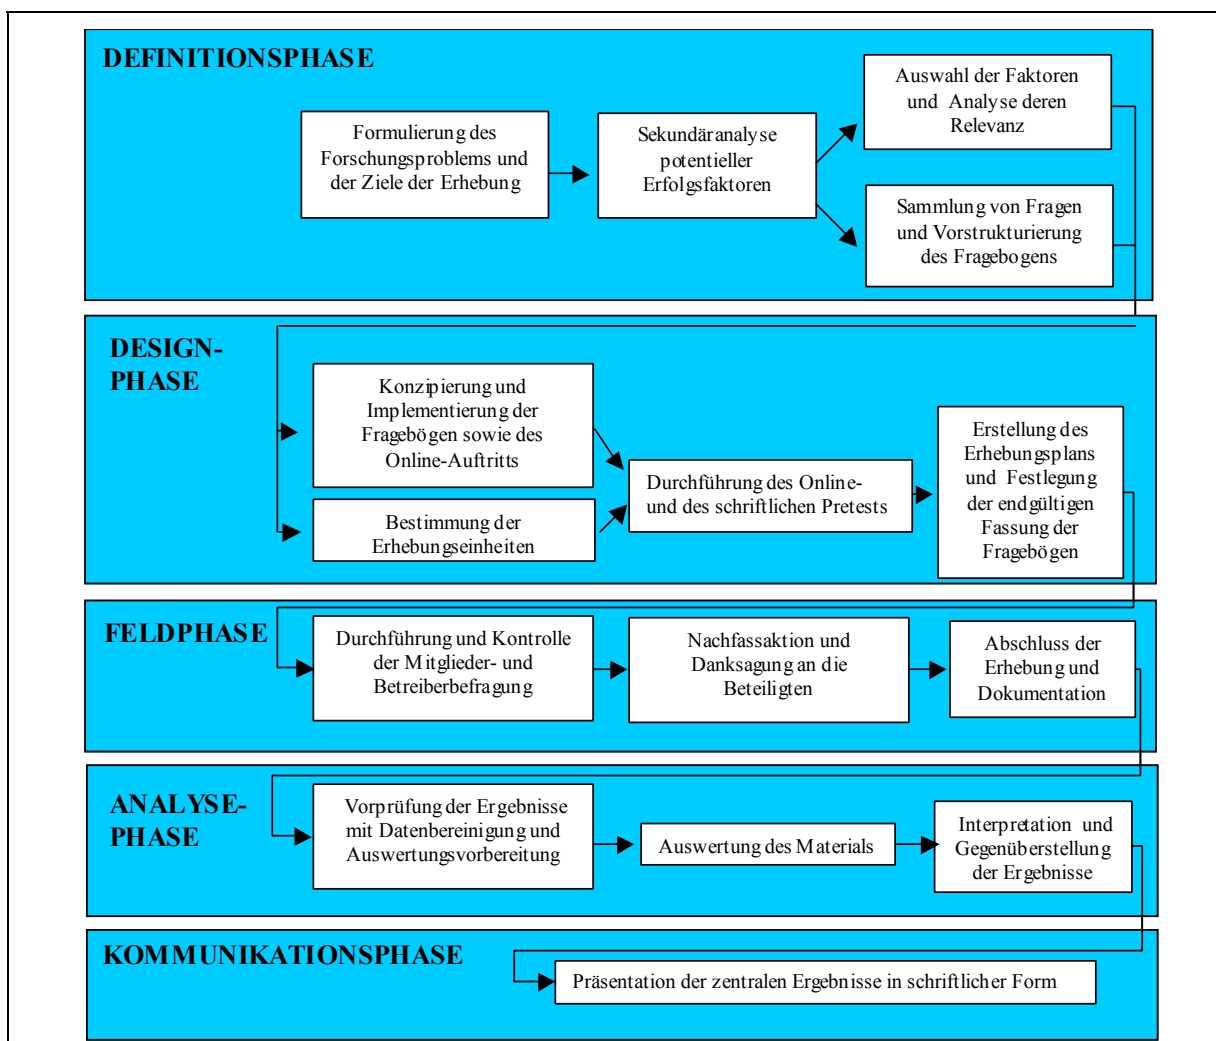 DEFINITIONSPHASE
Formulierung des
Forschungsproblems und
der Ziele der Erhebung
Sekundäranalyse
potentieller
Erfolgsfaktoren
Auswahl der Faktoren
und Analyse deren
Relevanz
Sammlung von Fragen
und Vorstrukturierung
des Fragebogens
DESIGN-
PHASE
Konzipierung und
Implementierung der
Fragebögen sowie des
Online-Auftritts
Bestimmung der
Erhebungseinheiten
Durchführung des Online-
und des schriftlichen Pretests
Erstellung des
Erhebungsplans
und Festlegung
der endgültigen
Fassung der
Fragebögen
FELDPHASE
Durchführung und Kontrolle
der Mitglieder- und
Betreiberbefragung
Nachfassaktion und
Danksagung an die
Beteiligten
Abschluss der
Erhebung und
Dokumentation
ANALYSE-
PHASE
Vorprüfung der Ergebnisse
mit Datenbereinigung und
Auswertungsvorbereitung
Auswertung des Materials
Interpretation und
Gegenüberstellung
der Ergebnisse
KOMMUNIKATIONSPHASE
Präsentation der zentralen Ergebnisse in schriftlicher Form